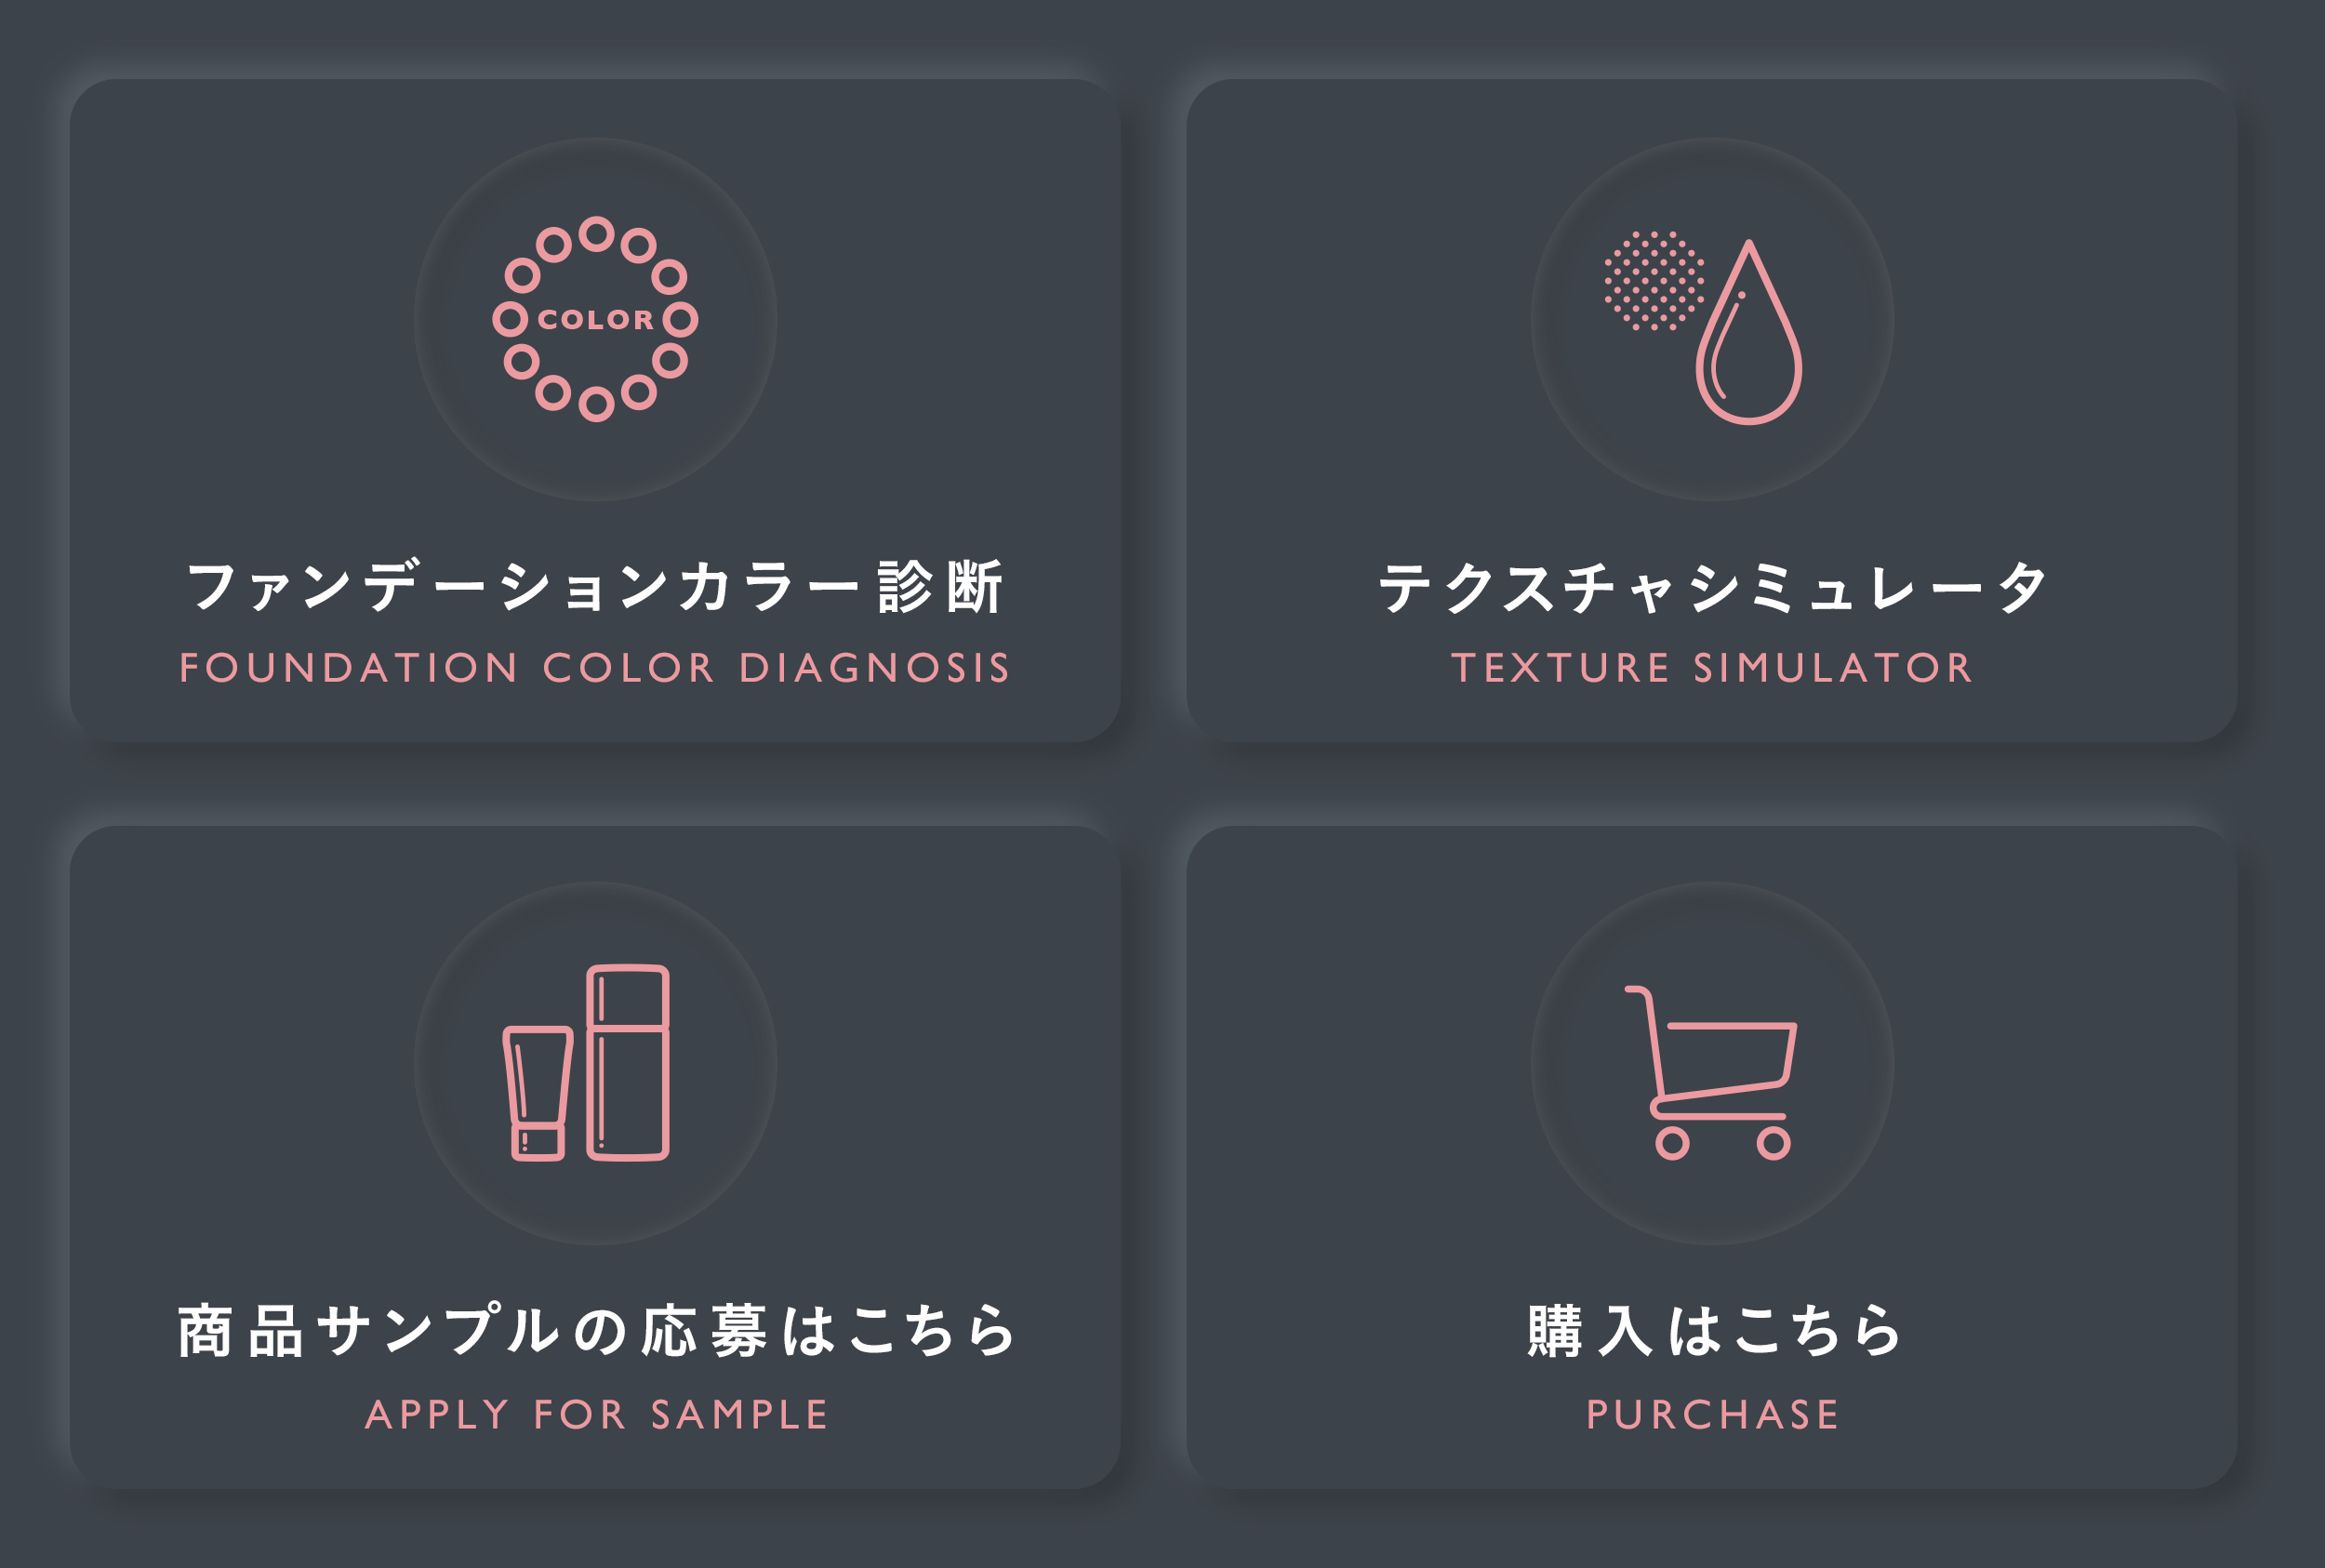 COLOR
ファンデーションカラー診断
FOUNDATION COLOR DIAGNOSIS
テクスチャシミュレータ
TEXTURE SIMULATOR
商品サンプルの応募はこちら
APPLY FOR SAMPLE
購入はこちら
PURCHASE